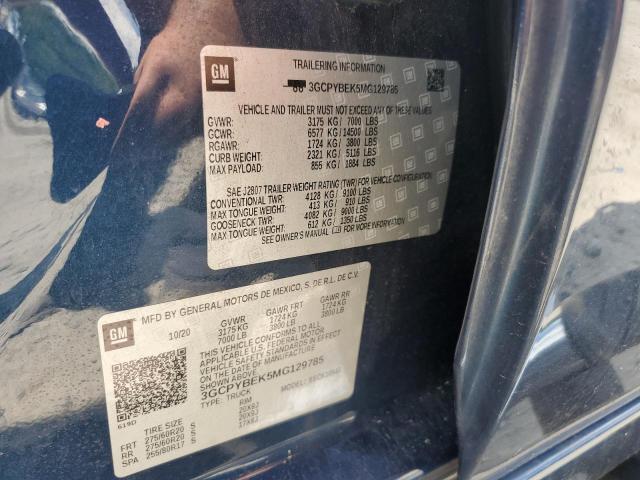 GM
TRAILERING INFORMATION
3GCPYBEK5MG129785
VEHICLE AND TRAILER MUST NOT EXCEED ANY OF THESE VALUES
GVWR: 3175 KG / 7000 LBS
GCWR: 6577 KG / 14500 LBS
RGAWR: 1724 KG / 3800 LBS
CURB WEIGHT: 2321 KG / 5116 LBS
MAX PAYLOAD: 855 KG / 1884 LBS
SAE J2807 TRAILER WEIGHT RATING (TWR) FOR VEHICLE CONFIGURATION
CONVENTIONAL TWR: 4128 KG / 9100 LBS
MAX TONGUE WEIGHT: 413 KG / 910 LBS
GOOSENECK TWR: 4082 KG / 9000 LBS
MAX TONGUE WEIGHT: 612 KG / 1350 LBS
SEE OWNER'S MANUAL FOR MORE INFORMATION
GM
MFD BY GENERAL MOTORS DE MEXICO, S. DE R.L. DE C.V.
10/20 GVWR GAWR FRT GAWR RR
3175 KG 1724 KG 1724 KG
7000 LB 3800 LB 3800 LB
THIS VEHICLE CONFORMS TO ALL APPLICABLE U.S. FEDERAL MOTOR
VEHICLE SAFETY STANDARDS IN EFFECT ON THE
DATE OF MANUFACTURE
3GCPYBEK5MG129785
TYPE: TRUCK MODEL:
619D
TIRE SIZE RIM
FRT 275/60R20 S 20X9J
RR 275/60R20 S 20X9J
SPA 255/80R17 S 17X8J